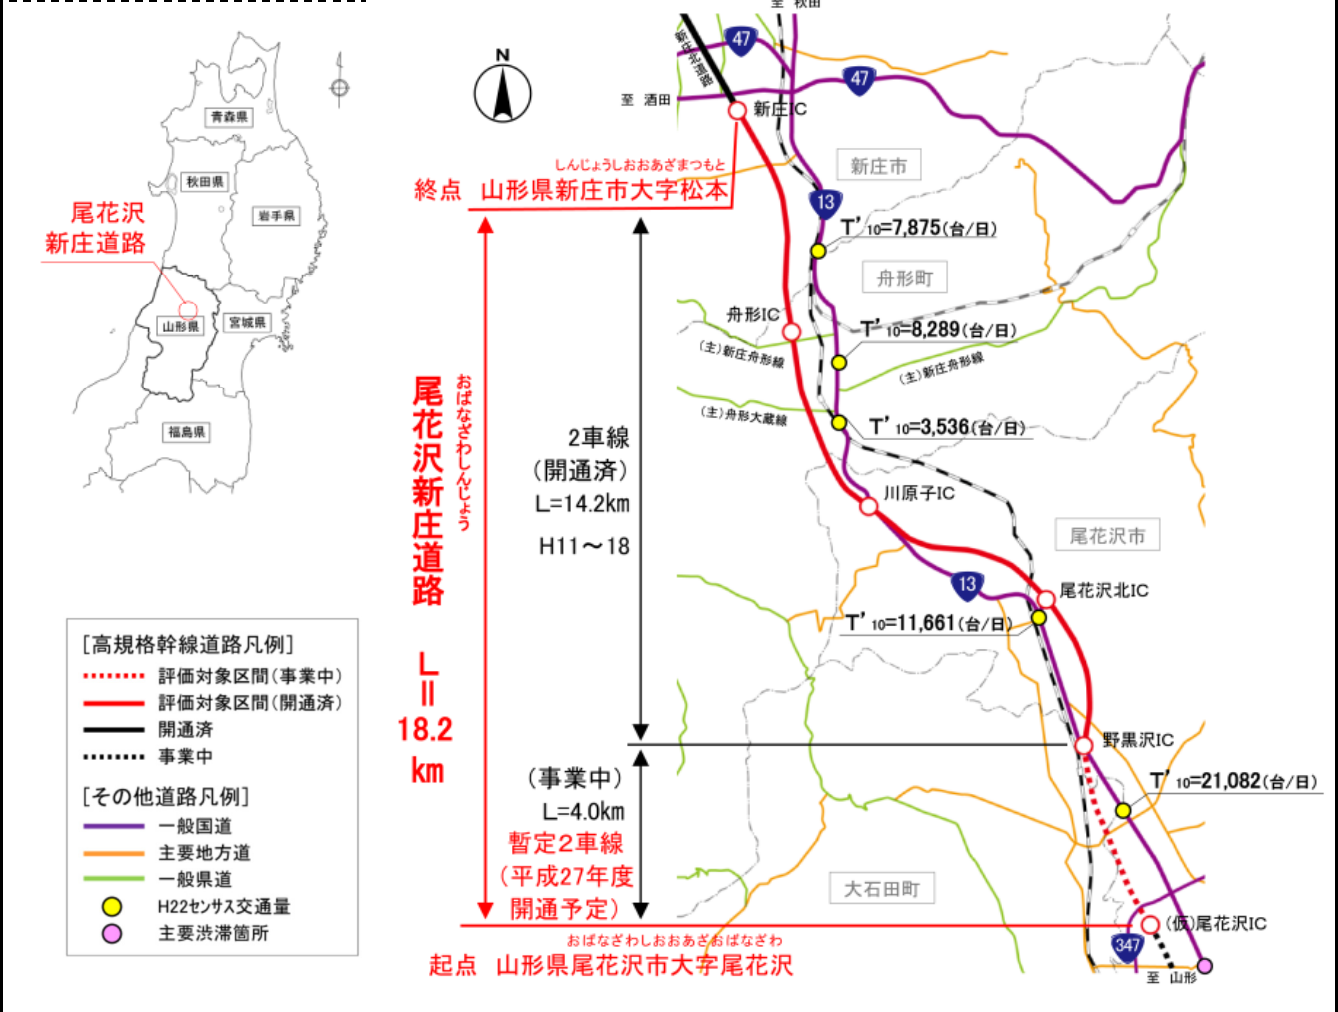 青森県
秋田県
岩手県
尾花沢
新庄道路
山形県
宮城県
福島県
N
至 秋田
新庄北道路
47
47
至 酒田
新庄IC
しんじょうしおおあざまつもと
終点 山形県新庄市大字松本
新庄市
13
T'10=7,875(台/日)
舟形町
舟形IC
T'10=8,289(台/日)
(主)新庄舟形線
(主)新庄舟形線
(主)舟形大蔵線
T'10=3,536(台/日)
おばなざわしんじょう
尾花沢新庄道路 L=18.2km
2車線
(開通済)
L=14.2km
H11～18
川原子IC
尾花沢市
13
尾花沢北IC
T'10=11,661(台/日)
野黒沢IC
T'10=21,082(台/日)
(事業中)
L=4.0km
暫定2車線
(平成27年度
開通予定)
大石田町
(仮)尾花沢IC
347
至 山形
おばなざわしおおあざおばなざわ
起点 山形県尾花沢市大字尾花沢
[高規格幹線道路凡例]
評価対象区間(事業中)
評価対象区間(開通済)
開通済
事業中
[その他道路凡例]
一般国道
主要地方道
一般県道
H22センサス交通量
主要渋滞箇所